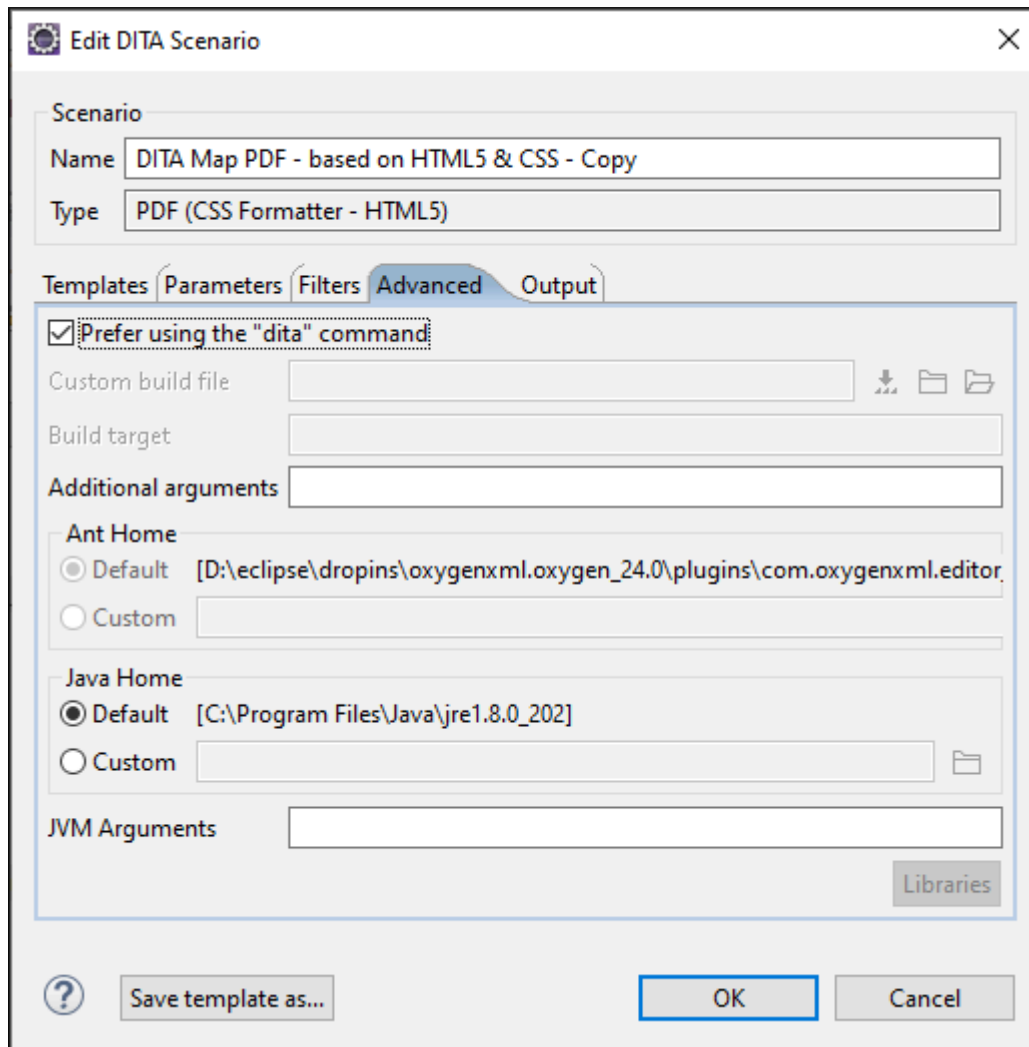 Edit DITA Scenario
Scenario
Name DITA Map PDF - based on HTML5 & CSS - Copy
Type PDF (CSS Formatter - HTML5)
Templates Parameters Filters Advanced Output
Prefer using the "dita" command
Custom build file
Build target
Additional arguments
Ant Home
Default [D:\eclipse\dropins\oxygenxml.oxygen_24.0\plugins\com.oxygenxml.editor_
Custom
Java Home
Default [C:\Program Files\Java\jre1.8.0_202]
Custom
JVM Arguments
Libraries
? Save template as... OK Cancel